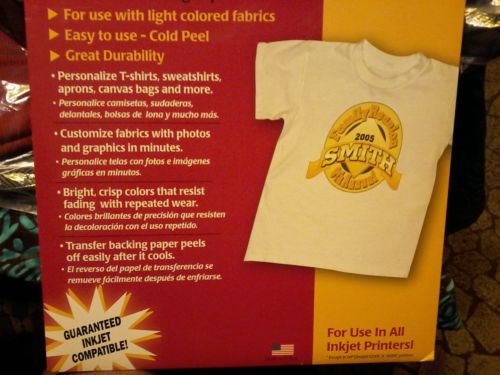 For use with light colored fabrics
Easy to use - Cold Peel
Great Durability
• Personalize T-shirts, sweatshirts,
aprons, canvas bags and more.
• Personalice camisetas, sudaderas,
delantales, bolsas de lona y mucho más.
• Customize fabrics with photos
and graphics in minutes.
• Personalice telas con fotos e imágenes
gráficas en minutos.
• Bright, crisp colors that resist
fading with repeated wear.
• Colores brillantes de precisión que resisten
la decoloración con el uso repetido.
• Transfer backing paper peels
off easily after it cools.
• El reverso del papel de transferencia se
remueve fácilmente después de enfriarse.
GUARANTEED
INKJET
COMPATIBLE!
Family Reunion
2005
SMITH
For Use In All
Inkjet Printers!